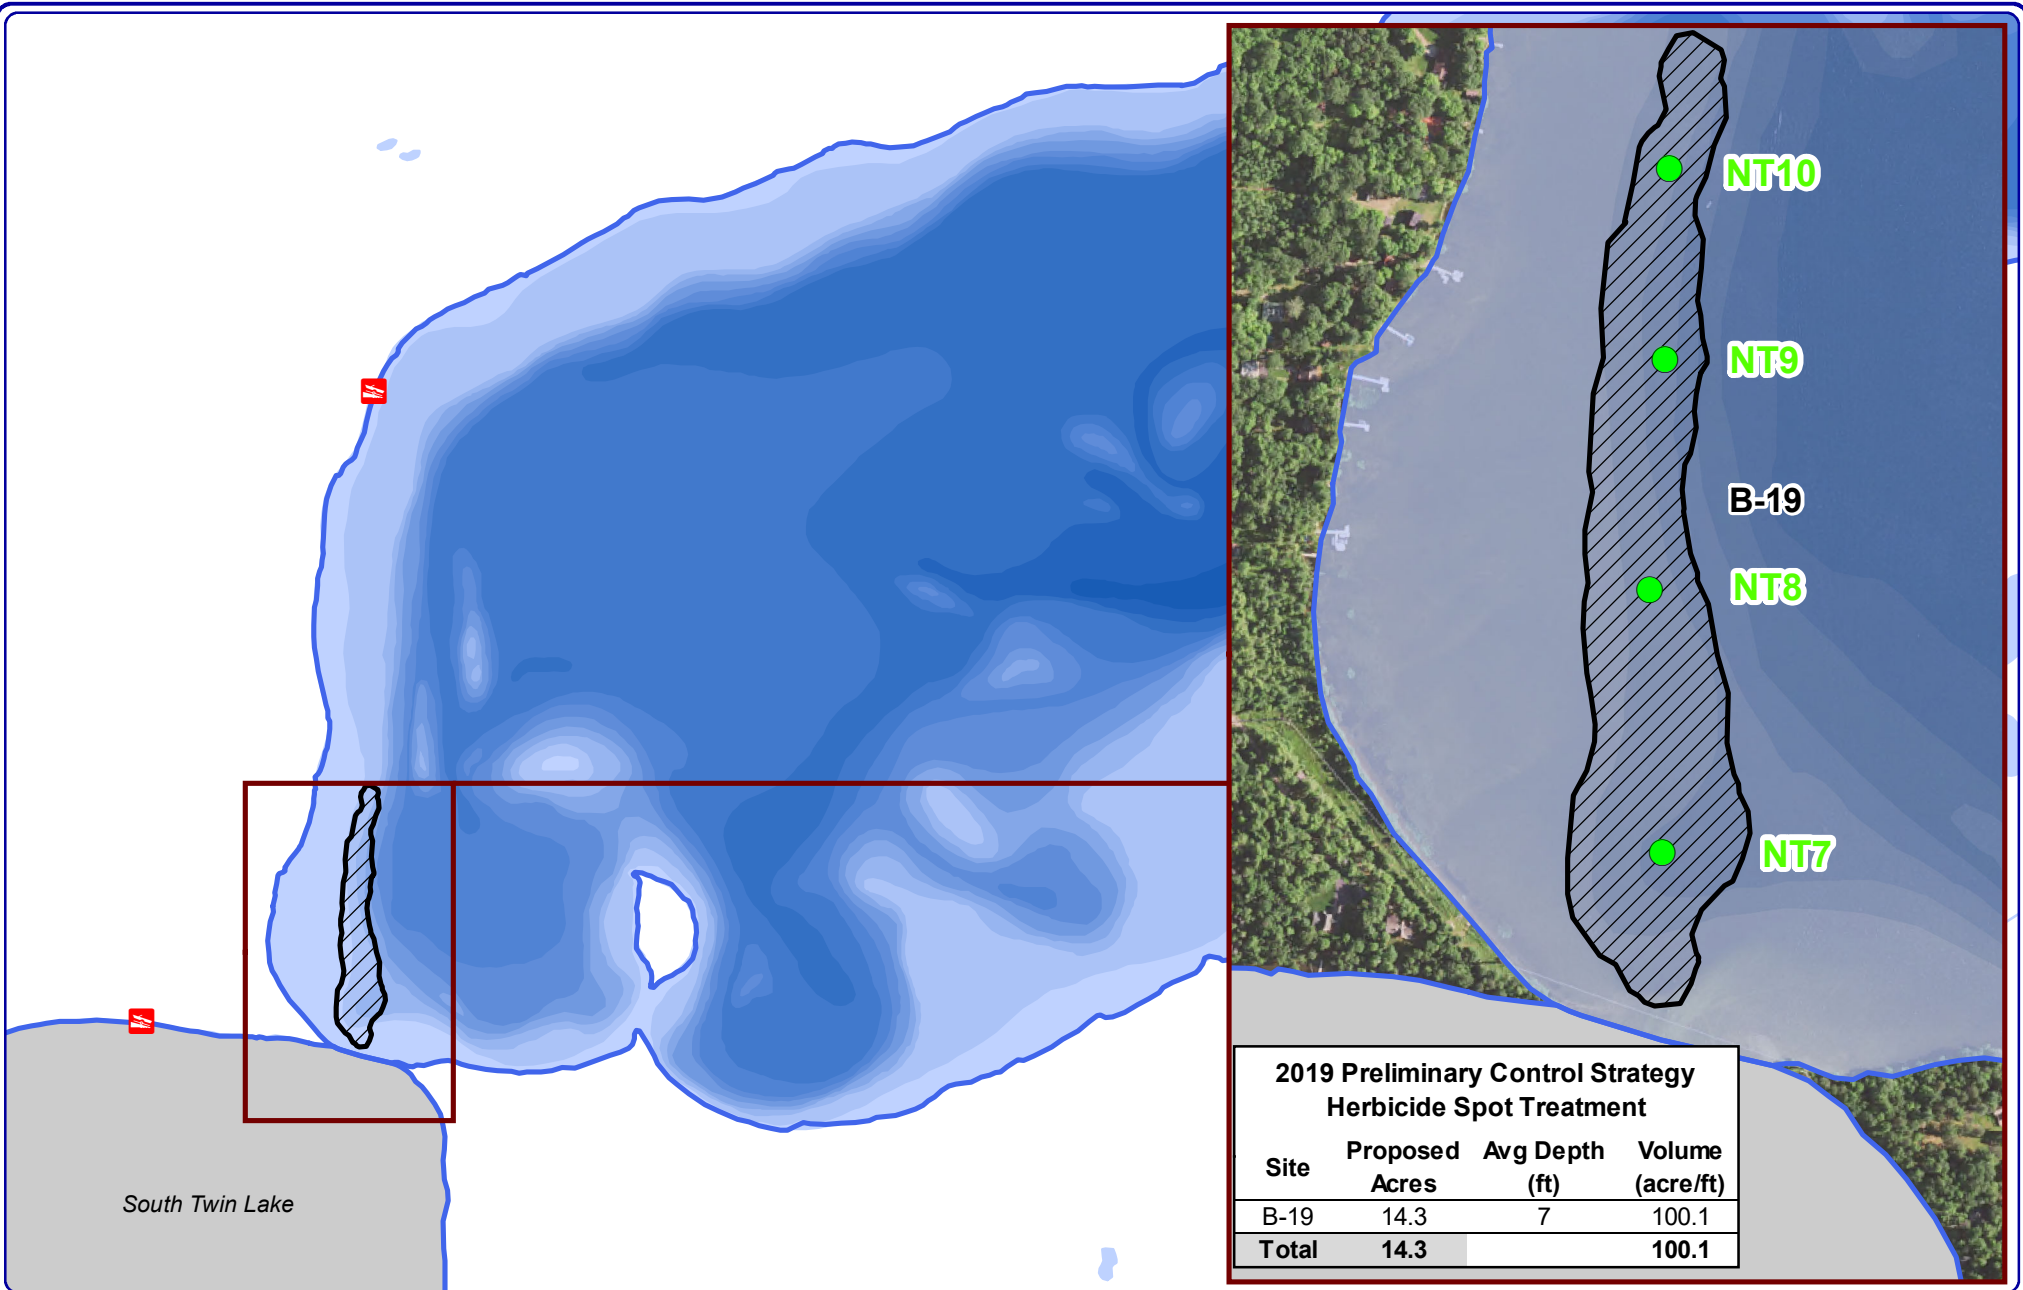 NT10
NT9
B-19
NT8
NT7
South Twin Lake
2019 Preliminary Control Strategy
Herbicide Spot Treatment
Site Proposed Acres Avg Depth (ft) Volume (acre/ft)
B-19 14.3 7 100.1
Total 14.3 100.1